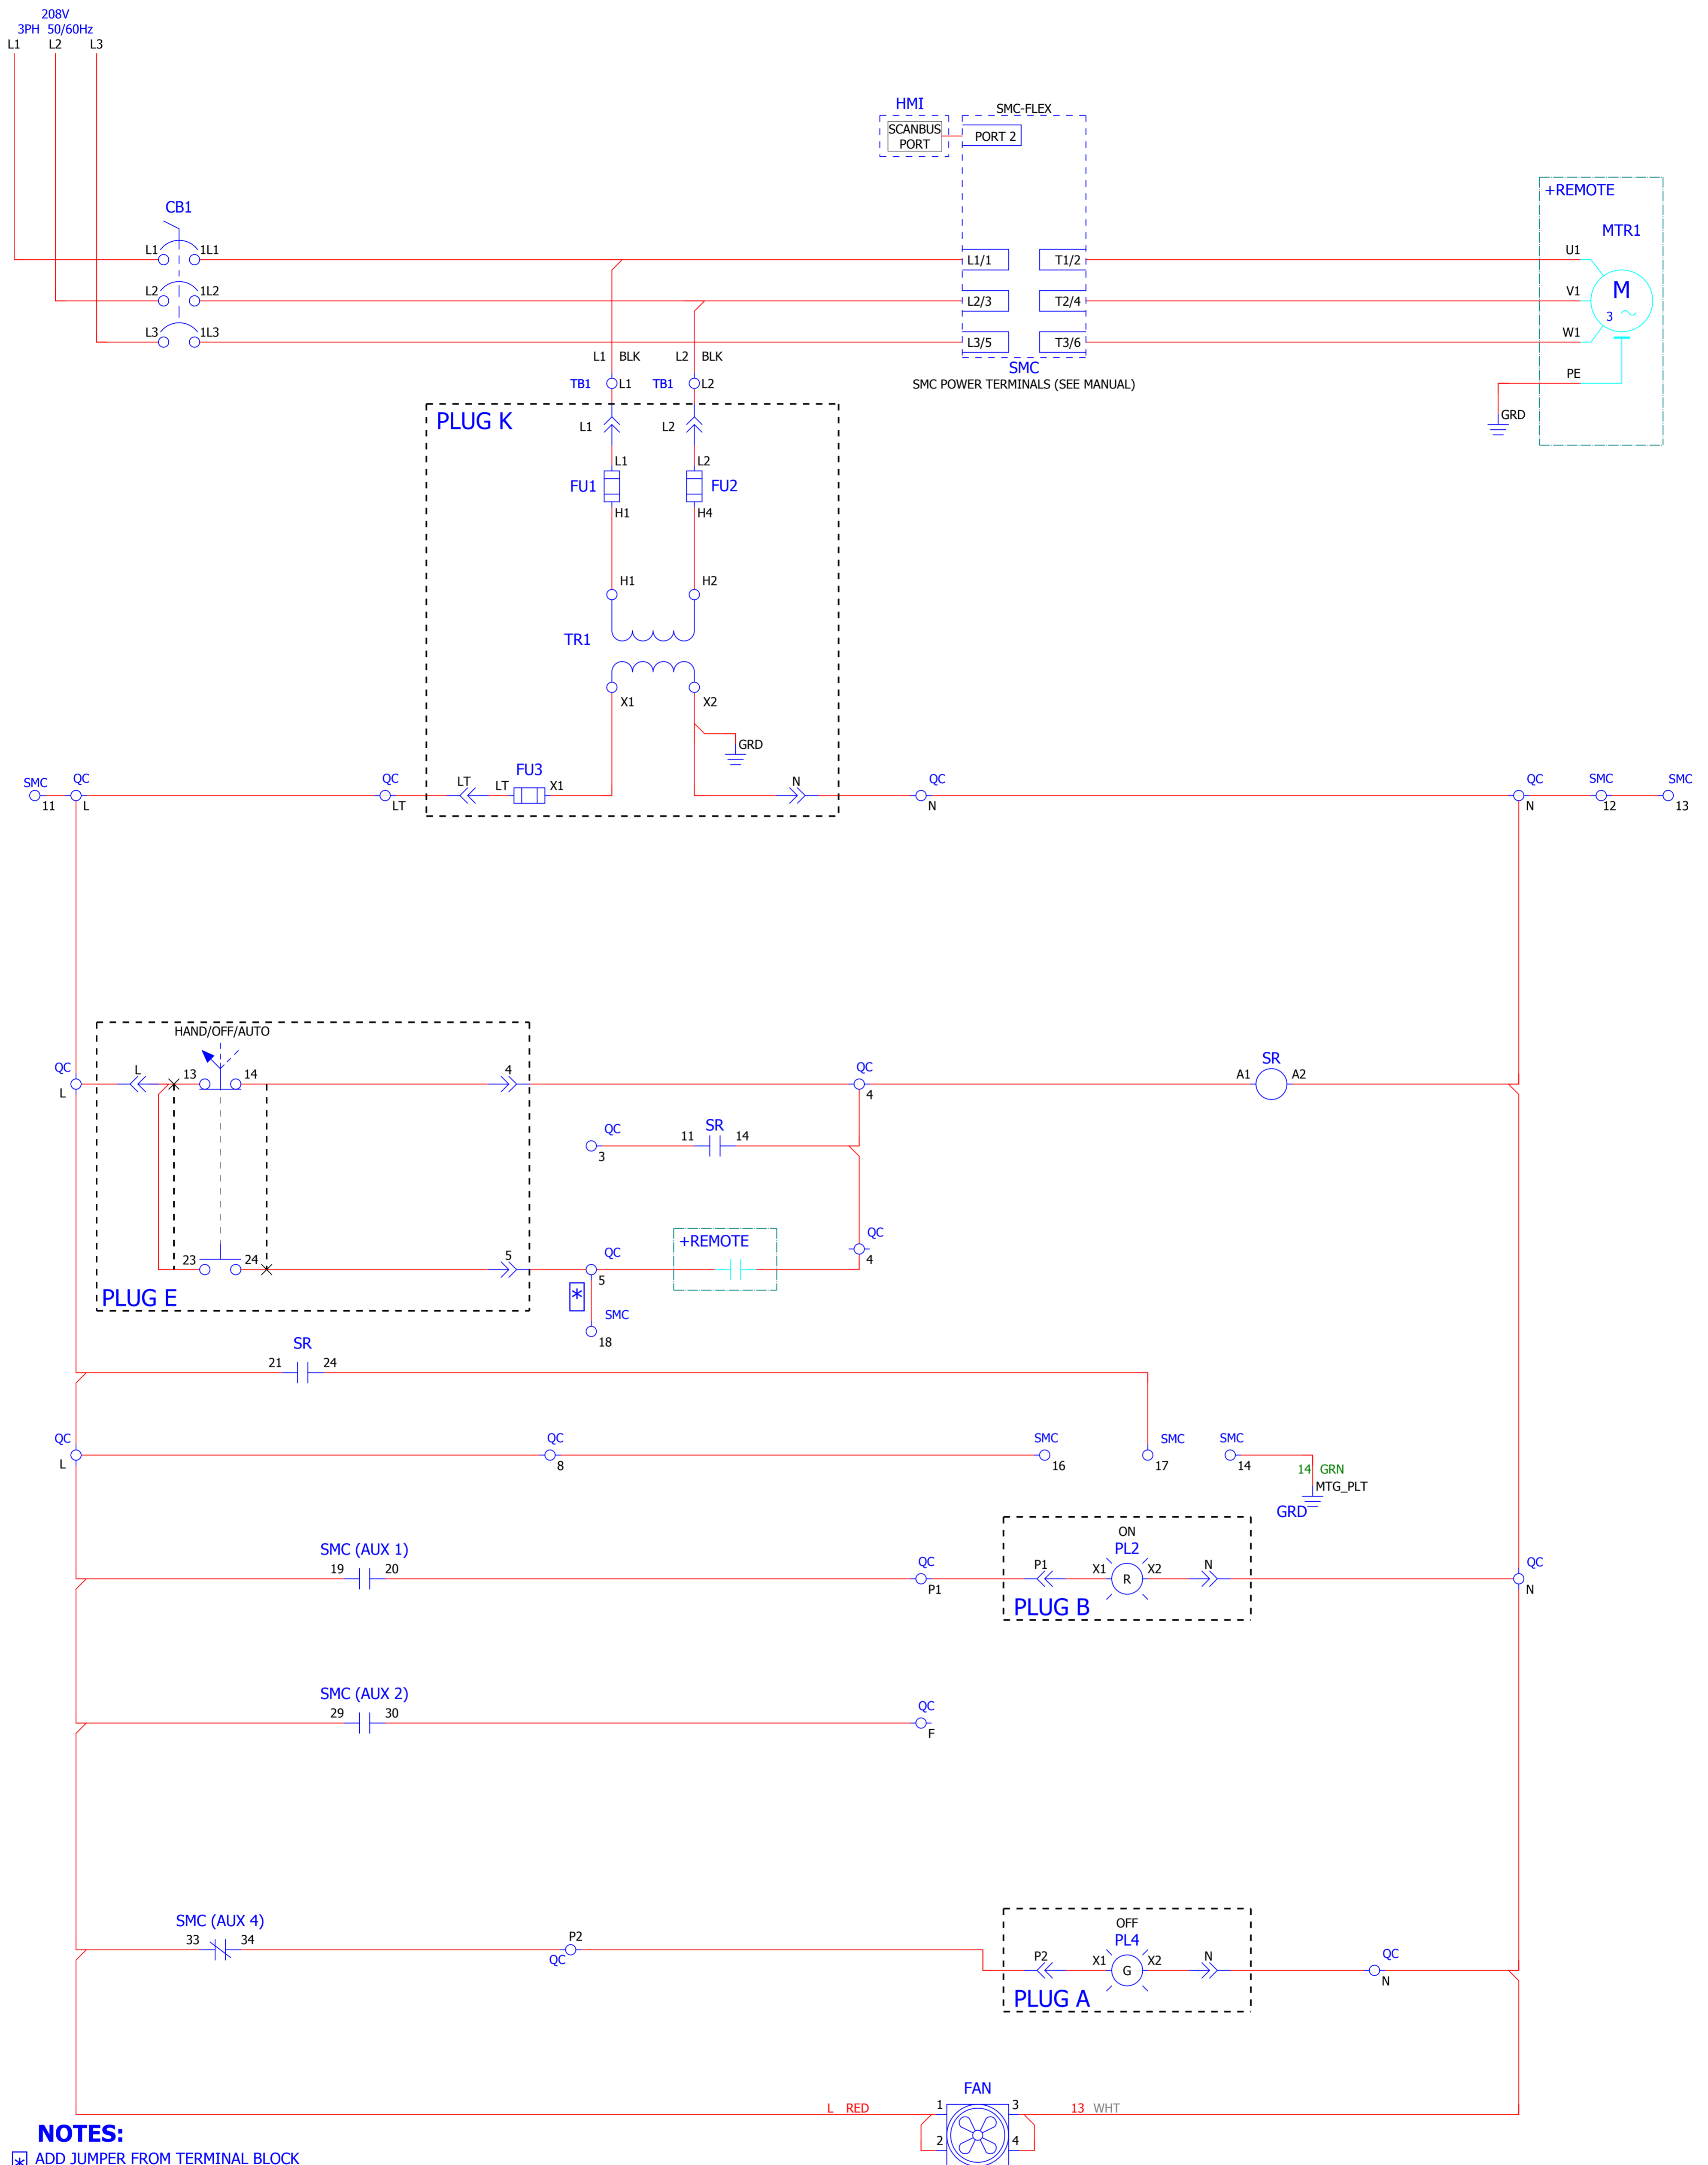 208V
3PH 50/60Hz
L1 L2 L3
HMI
SMC-FLEX
SCANBUS
PORT
PORT 2
+REMOTE
CB1
MTR1
L1 1L1
L1/1 T1/2
U1
L2 1L2
L2/3 T2/4
V1
M
3
L3 1L3
L3/5 T3/6
W1
L1 BLK L2 BLK
SMC
SMC POWER TERMINALS (SEE MANUAL)
PE
TB1 L1 TB1 L2
GRD
PLUG K
L1 L2
L1 L2
FU1 FU2
H1 H4
H1 H2
TR1
X1 X2
GRD
SMC QC QC LT LT FU3 X1 N QC QC SMC SMC
11 L LT N N 12 13
HAND/OFF/AUTO
QC L 13 14 4 QC A1 SR A2
L 4
QC 11 SR 14
3
+REMOTE
QC
4
23 24 5 QC
5
PLUG E
*
SMC
18
SR
21 24
QC QC SMC SMC SMC
L 8 16 17 14
14 GRN
MTG_PLT
GRD
ON
SMC (AUX 1)
PL2
19 20 QC P1 X1 R X2 N QC
P1 N
PLUG B
SMC (AUX 2)
29 30 QC
F
SMC (AUX 4)
OFF
33 34 P2
QC
PL4
P2 X1 G X2 N QC
N
PLUG A
FAN
L RED 1 3 13 WHT
2 4
NOTES:
* ADD JUMPER FROM TERMINAL BLOCK